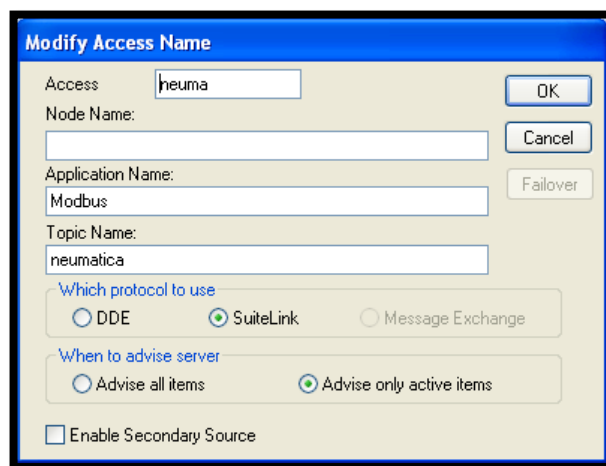 Modify Access Name
Access neuma
OK
Node Name:
Cancel
Application Name:
Failover
Modbus
Topic Name:
neumatica
Which protocol to use
DDE SuiteLink Message Exchange
When to advise server
Advise all items Advise only active items
Enable Secondary Source